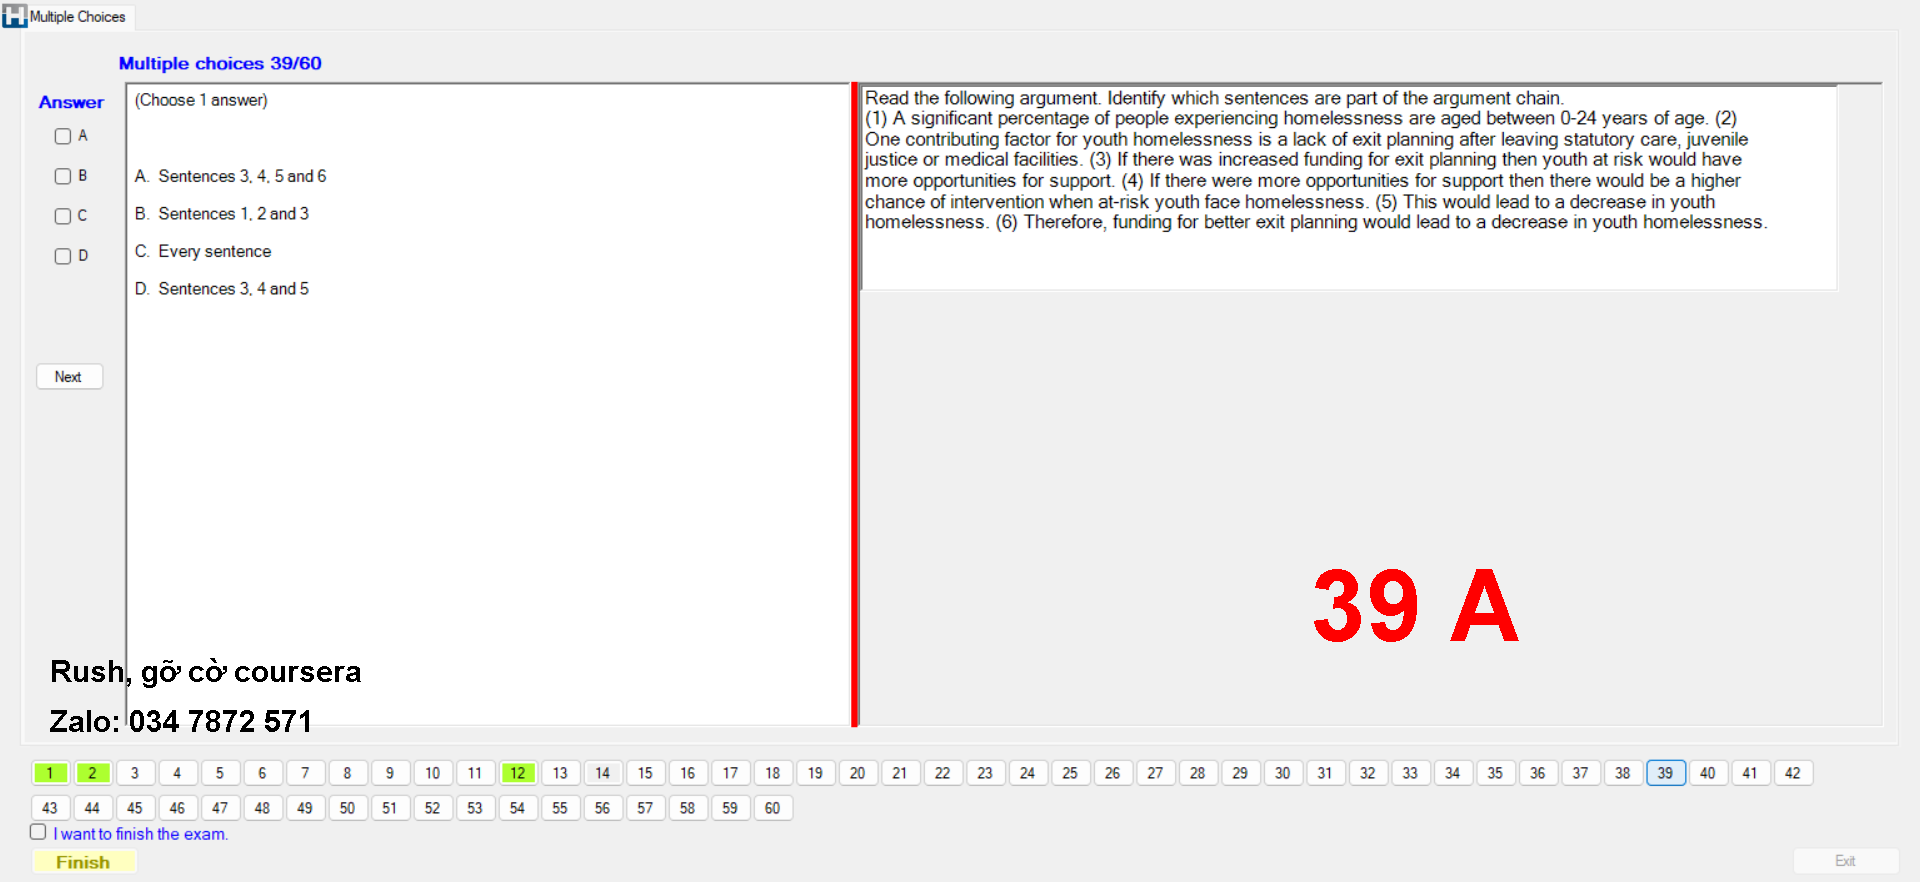 Multiple Choices
Multiple choices 39/60
Answer
A
B
C
D
Next
(Choose 1 answer)
A. Sentences 3, 4, 5 and 6
B. Sentences 1, 2 and 3
C. Every sentence
D. Sentences 3, 4 and 5
Read the following argument. Identify which sentences are part of the argument chain.
(1) A significant percentage of people experiencing homelessness are aged between 0-24 years of age. (2)
One contributing factor for youth homelessness is a lack of exit planning after leaving statutory care, juvenile
justice or medical facilities. (3) If there was increased funding for exit planning then youth at risk would have
more opportunities for support. (4) If there were more opportunities for support then there would be a higher
chance of intervention when at-risk youth face homelessness. (5) This would lead to a decrease in youth
homelessness. (6) Therefore, funding for better exit planning would lead to a decrease in youth homelessness.
39 A
Rush, gỡ cờ coursera
Zalo: 034 7872 571
1 2 3 4 5 6 7 8 9 10 11 12 13 14 15 16 17 18 19 20 21 22 23 24 25 26 27 28 29 30 31 32 33 34 35 36 37 38 39 40 41 42
43 44 45 46 47 48 49 50 51 52 53 54 55 56 57 58 59 60
I want to finish the exam.
Finish
Exit